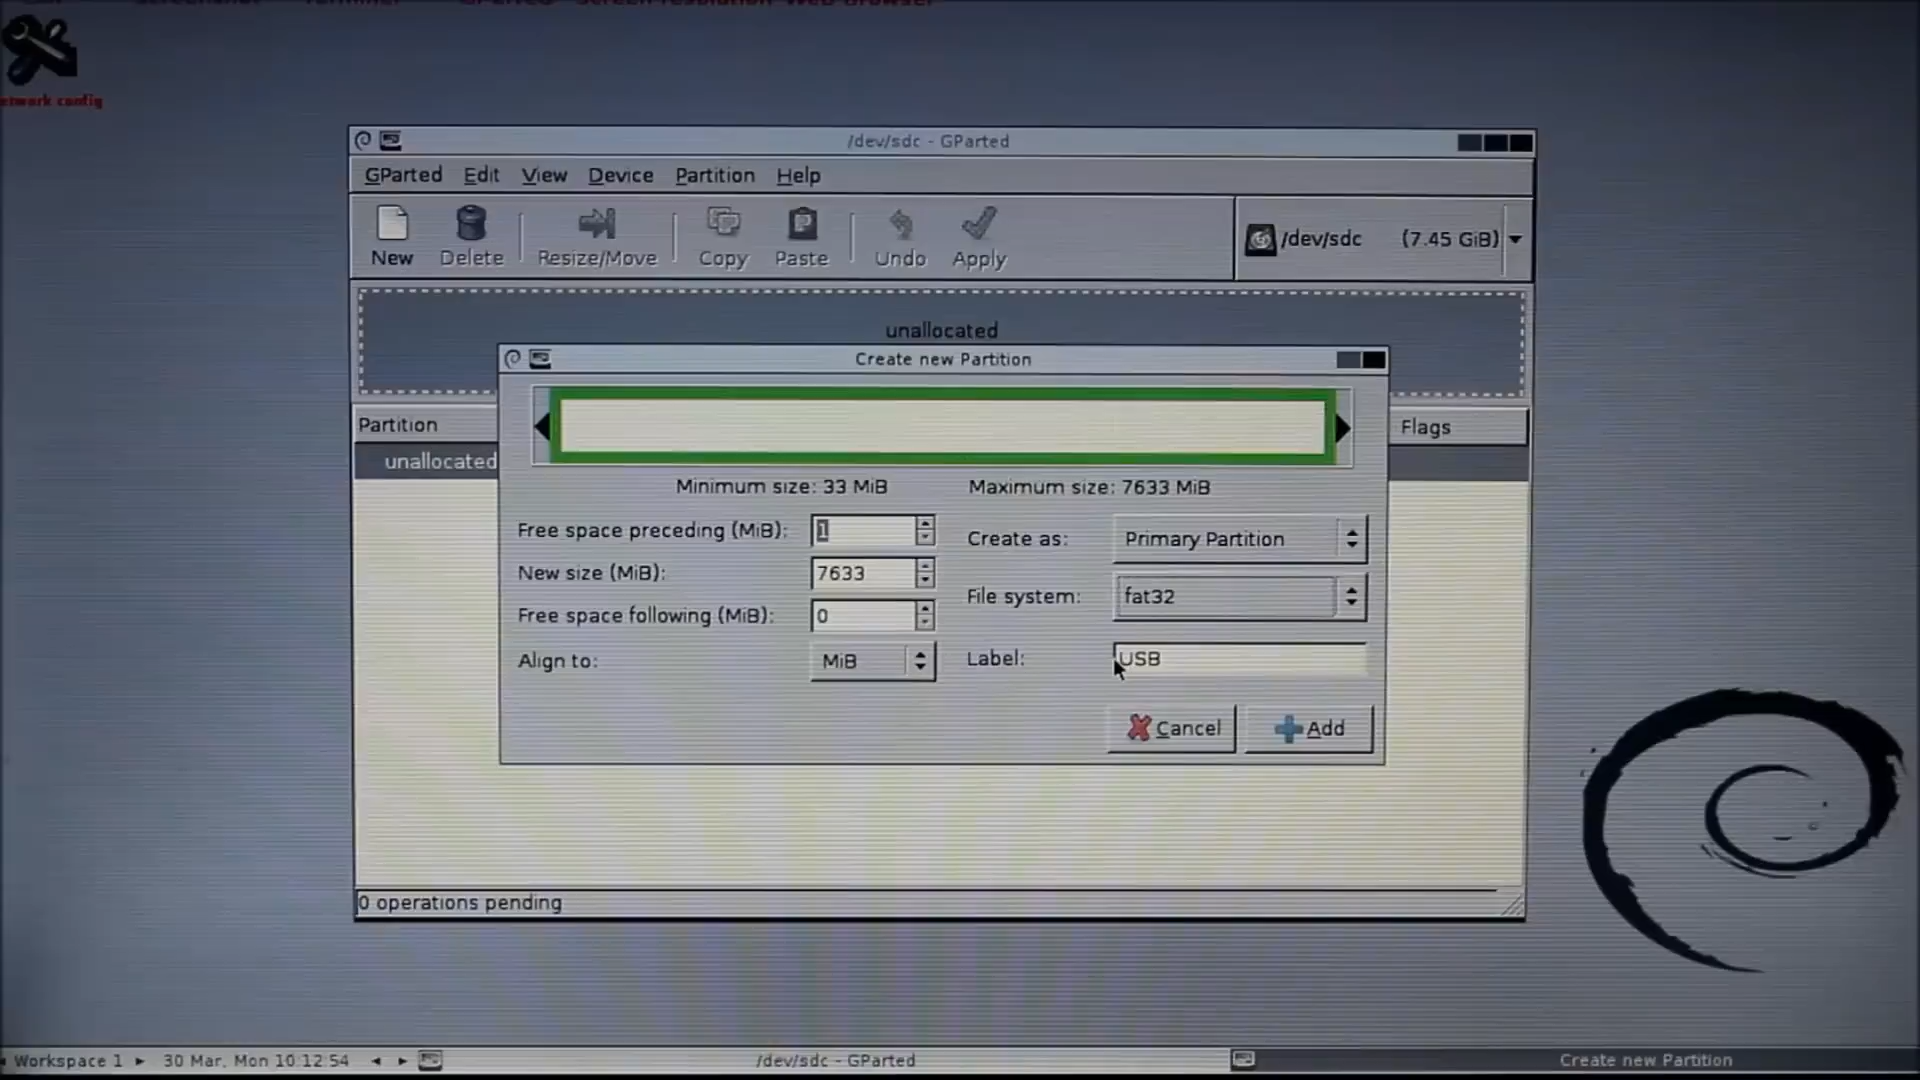 Screen resolution Web Browser
/dev/sdc - GParted
GParted Edit View Device Partition Help
New Delete Resize/Move Copy Paste Undo Apply
/dev/sdc (7.45 GiB)
unallocated
Create new Partition
Partition
Flags
unallocated
Minimum size: 33 MiB Maximum size: 7633 MiB
Free space preceding (MiB): 1
Create as: Primary Partition
New size (MiB): 7633
File system: fat32
Free space following (MiB): 0
Align to: MiB
Label: USB
Cancel Add
0 operations pending
Workspace 1 30 Mar, Mon 10:12:54 /dev/sdc - GParted Create new Partition